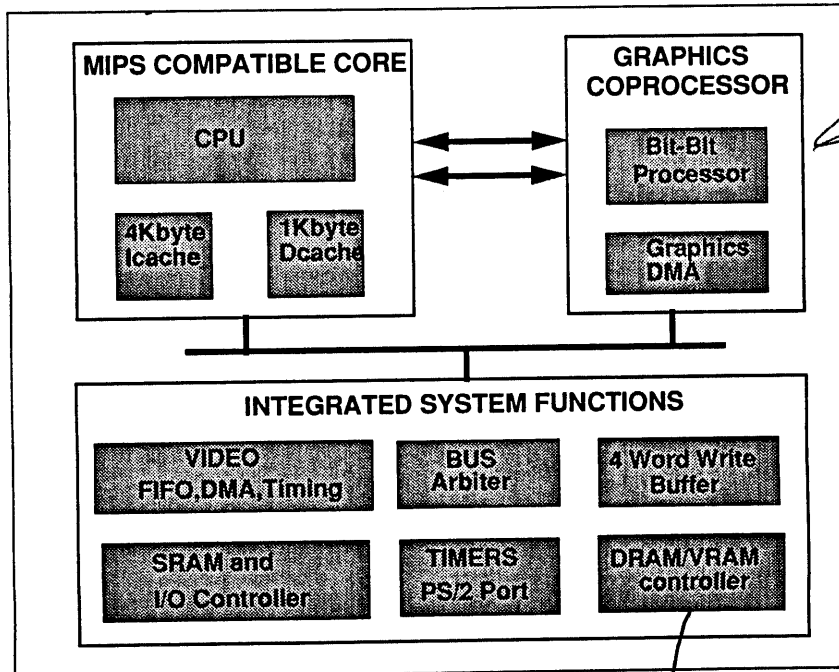 MIPS COMPATIBLE CORE
CPU
4Kbyte
Icache
1Kbyte
Dcache
GRAPHICS
COPROCESSOR
Bit-Blt
Processor
Graphics
DMA
INTEGRATED SYSTEM FUNCTIONS
VIDEO
FIFO,DMA,Timing
BUS
Arbiter
4 Word Write
Buffer
SRAM and
I/O Controller
TIMERS
PS/2 Port
DRAM/VRAM
controller